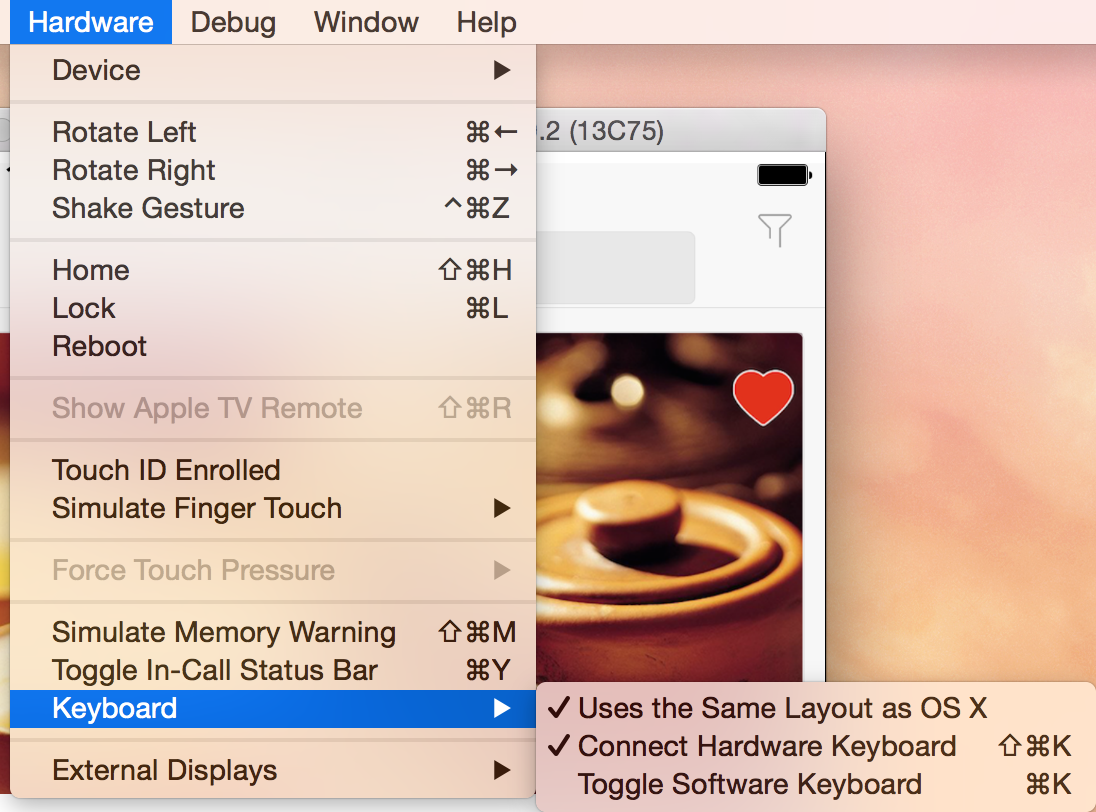 Hardware Debug Window Help
Device ▶
.2 (13C75)
Rotate Left ⌘←
Rotate Right ⌘→
Shake Gesture ^⌘Z
Home ⇧⌘H
Lock ⌘L
Reboot
Show Apple TV Remote ⇧⌘R
Touch ID Enrolled
Simulate Finger Touch ▶
Force Touch Pressure ▶
Simulate Memory Warning ⇧⌘M
Toggle In-Call Status Bar ⌘Y
Keyboard ▶
✓ Uses the Same Layout as OS X
✓ Connect Hardware Keyboard ⇧⌘K
Toggle Software Keyboard ⌘K
External Displays ▶